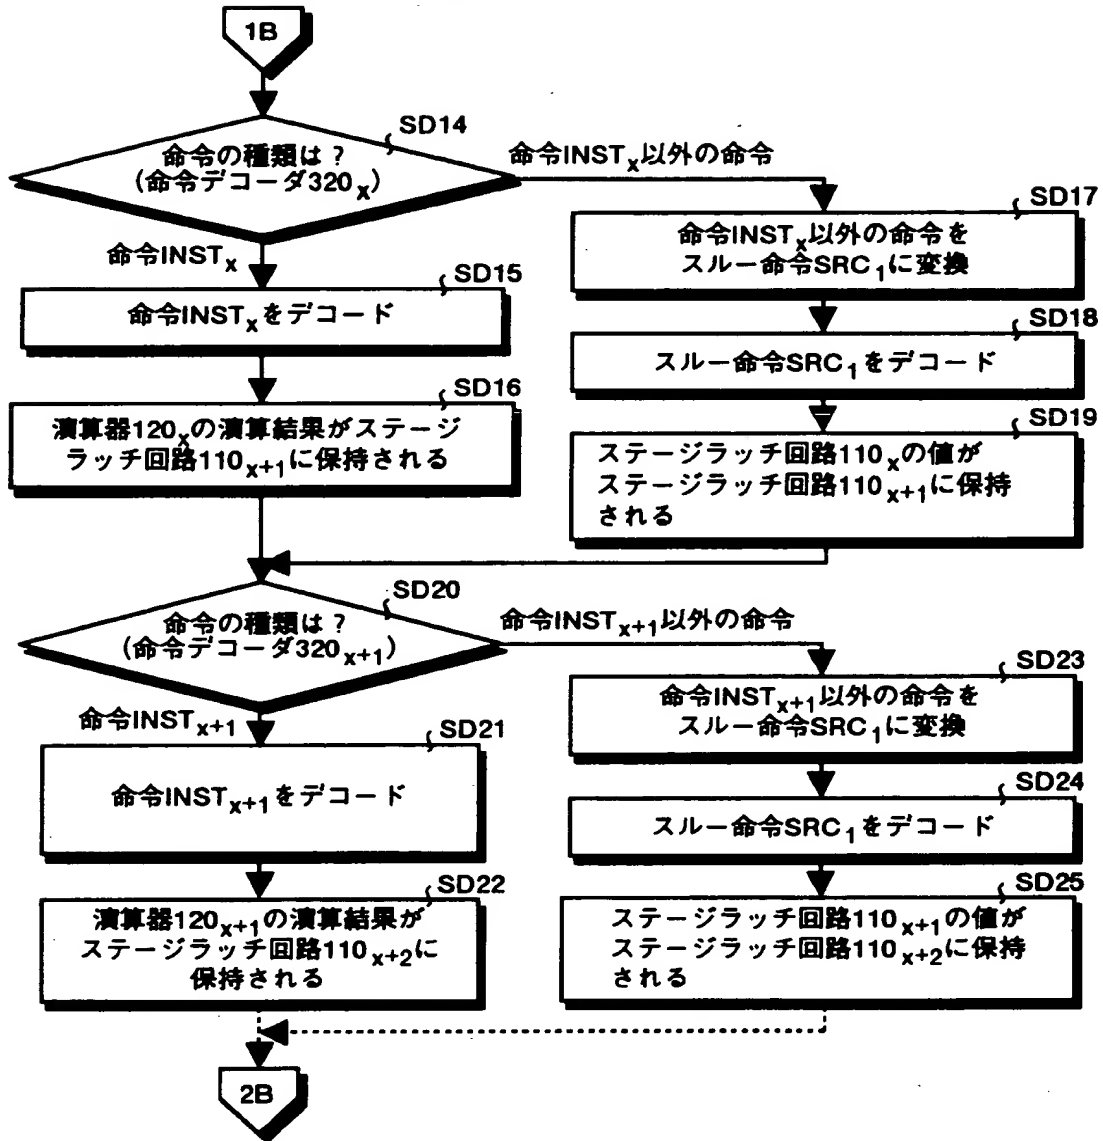 1B
SD14
命令の種類は?
(命令デコーダ320x)
命令INSTx以外の命令
命令INSTx
SD15
命令INSTxをデコード
SD16
演算器120xの演算結果がステージ
ラッチ回路110x+1に保持される
SD17
命令INSTx以外の命令を
スルー命令SRC1に変換
SD18
スルー命令SRC1をデコード
SD19
ステージラッチ回路110xの値が
ステージラッチ回路110x+1に保持
される
SD20
命令の種類は?
(命令デコーダ320x+1)
命令INSTx+1以外の命令
命令INSTx+1
SD21
命令INSTx+1をデコード
SD22
演算器120x+1の演算結果が
ステージラッチ回路110x+2に
保持される
SD23
命令INSTx+1以外の命令を
スルー命令SRC1に変換
SD24
スルー命令SRC1をデコード
SD25
ステージラッチ回路110x+1の値が
ステージラッチ回路110x+2に保持
される
2B